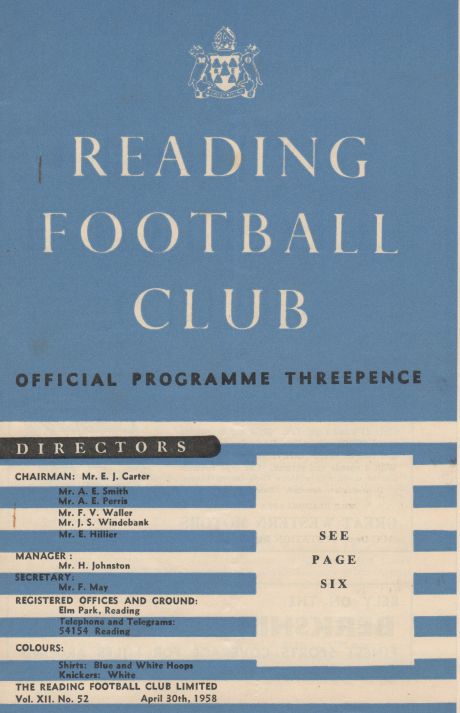 READING
FOOTBALL
CLUB
OFFICIAL PROGRAMME THREEPENCE
DIRECTORS
CHAIRMAN: Mr. E. J. Carter
Mr. A. E. Smith
Mr. A. E. Perris
Mr. F. V. Waller
Mr. J. S. Windebank
Mr. E. Hillier
MANAGER:
Mr. H. Johnston
SECRETARY:
Mr. F. May
REGISTERED OFFICES AND GROUND:
Elm Park, Reading
Telephone and Telegrams:
54154 Reading
COLOURS:
Shirts: Blue and White Hoops
Knickers: White
THE READING FOOTBALL CLUB LIMITED
Vol. XII. No. 52 April 30th, 1958
SEE
PAGE
SIX